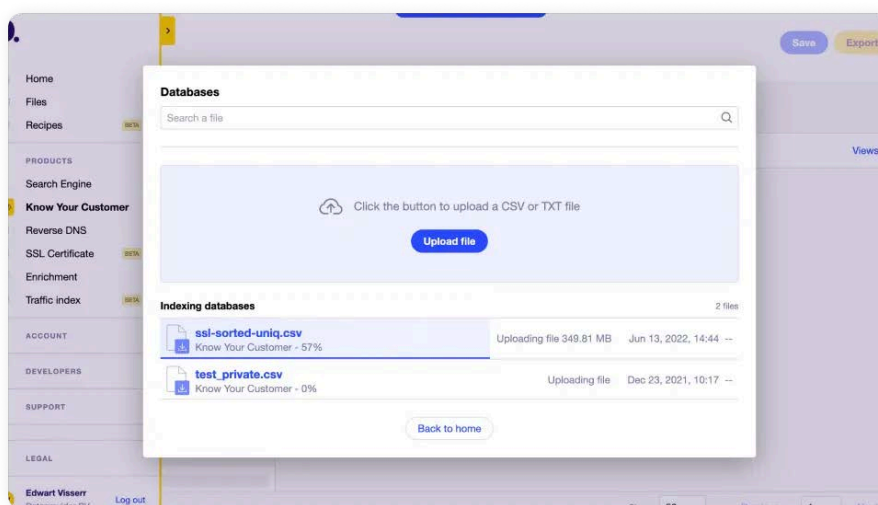 Save Export
Home
Files
Recipes BETA
PRODUCTS
Search Engine
Know Your Customer
Reverse DNS
SSL Certificate BETA
Enrichment
Traffic index BETA
ACCOUNT
DEVELOPERS
SUPPORT
LEGAL
Edwart Visserr
Log out
Views
Databases
Search a file
Click the button to upload a CSV or TXT file
Upload file
Indexing databases 2 files
ssl-sorted-uniq.csv
Know Your Customer - 57%
Uploading file 349.81 MB Jun 13, 2022, 14:44 --
test_private.csv
Know Your Customer - 0%
Uploading file Dec 23, 2021, 10:17 --
Back to home